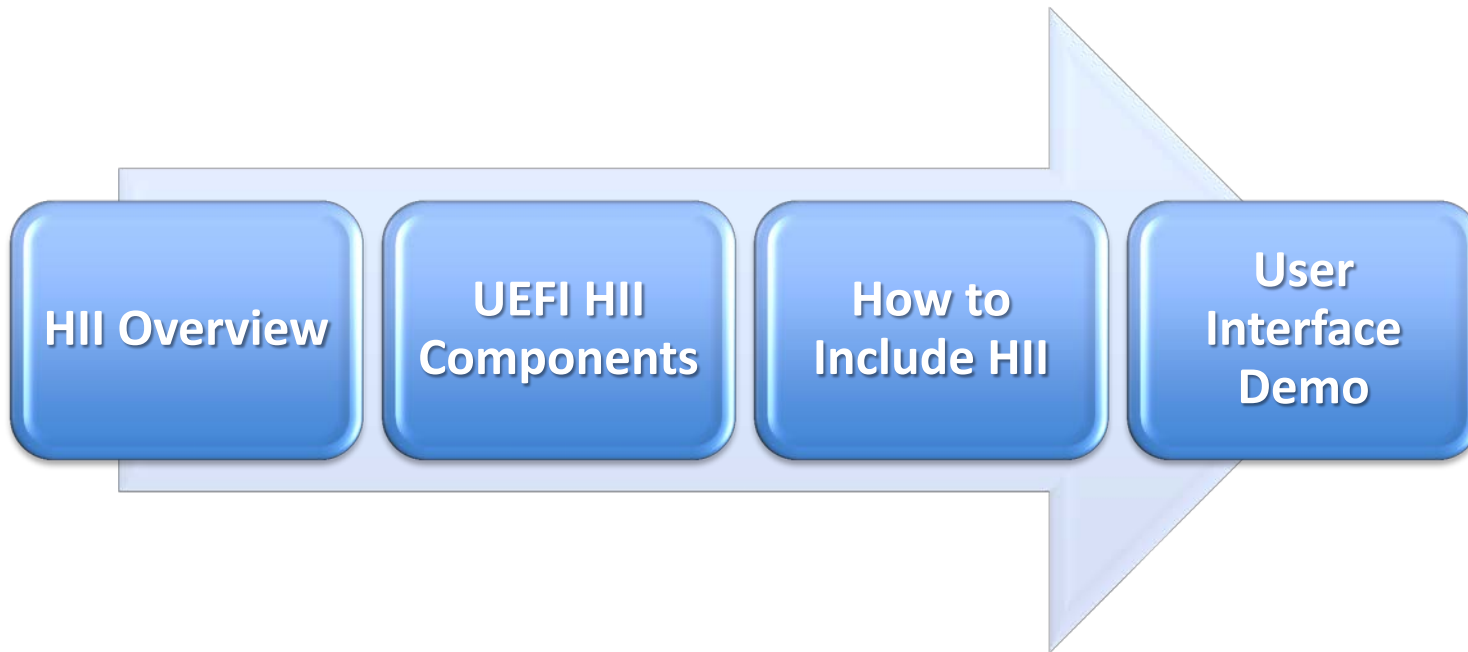 HII Overview
UEFI HII
Components
How to
Include HII
User
Interface
Demo